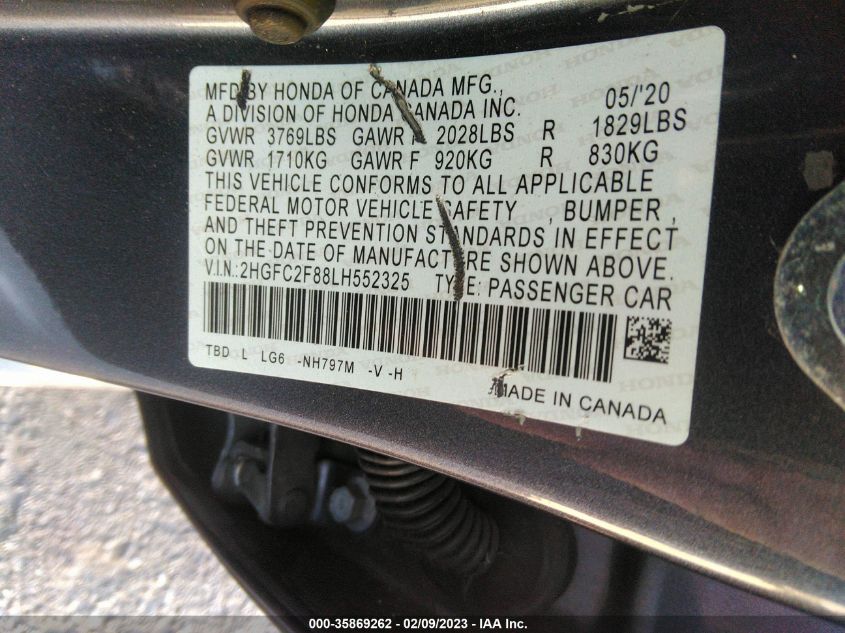 MFD BY HONDA OF CANADA MFG.,
A DIVISION OF HONDA CANADA INC. 05/'20
GVWR 3769LBS GAWR F 2028LBS R 1829LBS
GVWR 1710KG GAWR F 920KG R 830KG
THIS VEHICLE CONFORMS TO ALL APPLICABLE
FEDERAL MOTOR VEHICLE SAFETY , BUMPER ,
AND THEFT PREVENTION STANDARDS IN EFFECT
ON THE DATE OF MANUFACTURE SHOWN ABOVE.
V.I.N.:2HGFC2F88LH552325 TYPE: PASSENGER CAR
TBD L LG6 -NH797M -V -H
MADE IN CANADA
000-35869262 - 02/09/2023 - IAA Inc.